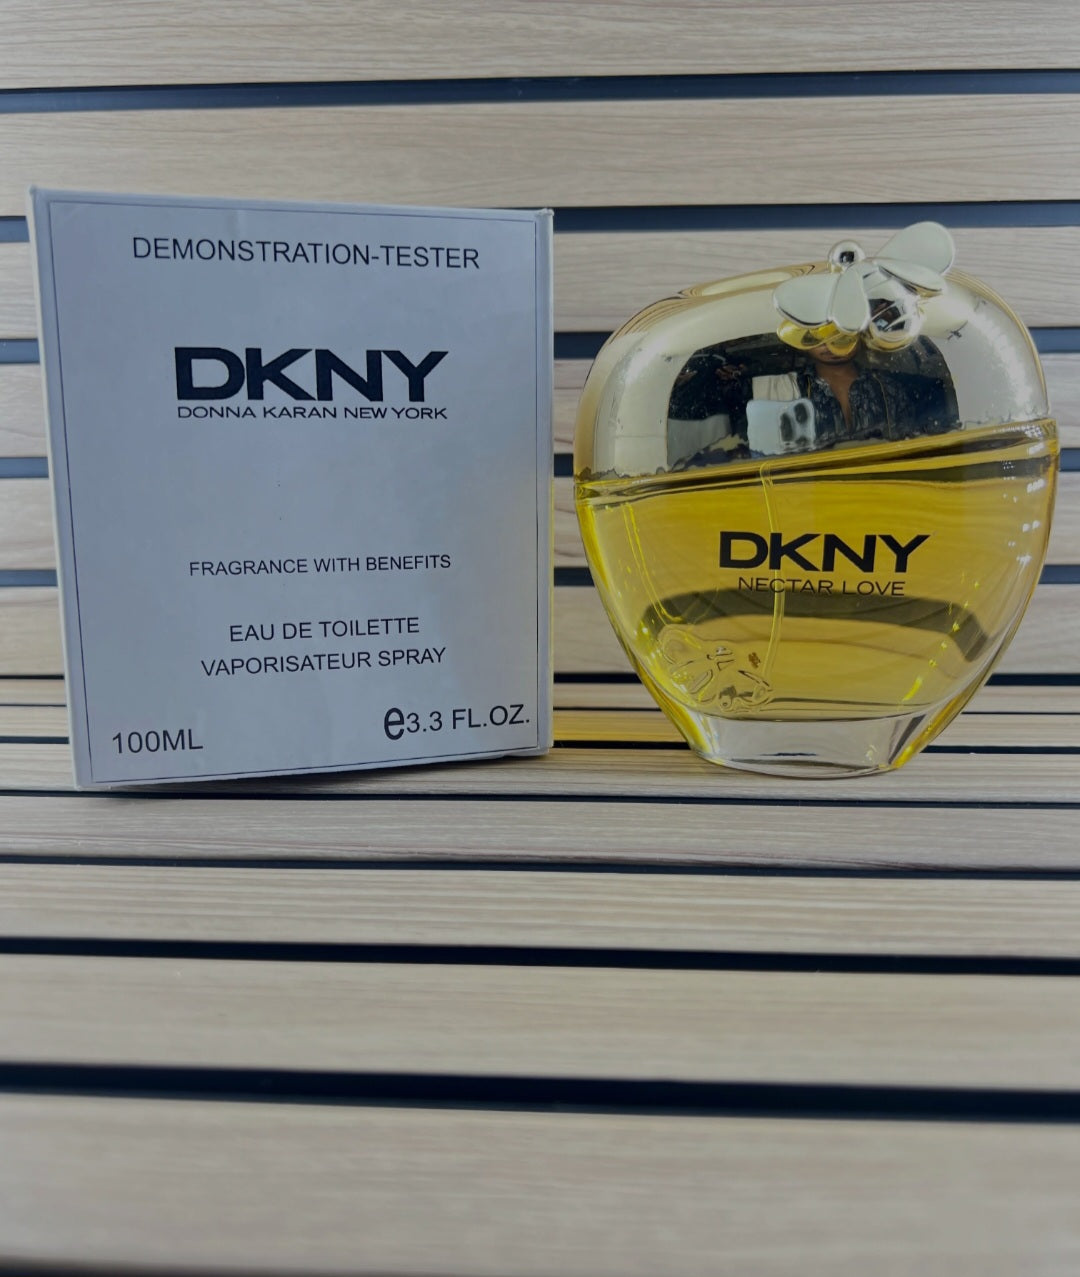 DEMONSTRATION-TESTER
DKNY
DONNA KARAN NEW YORK
FRAGRANCE WITH BENEFITS
EAU DE TOILETTE
VAPORISATEUR SPRAY
100ML
e3.3 FL.OZ.
DKNY
NECTAR LOVE